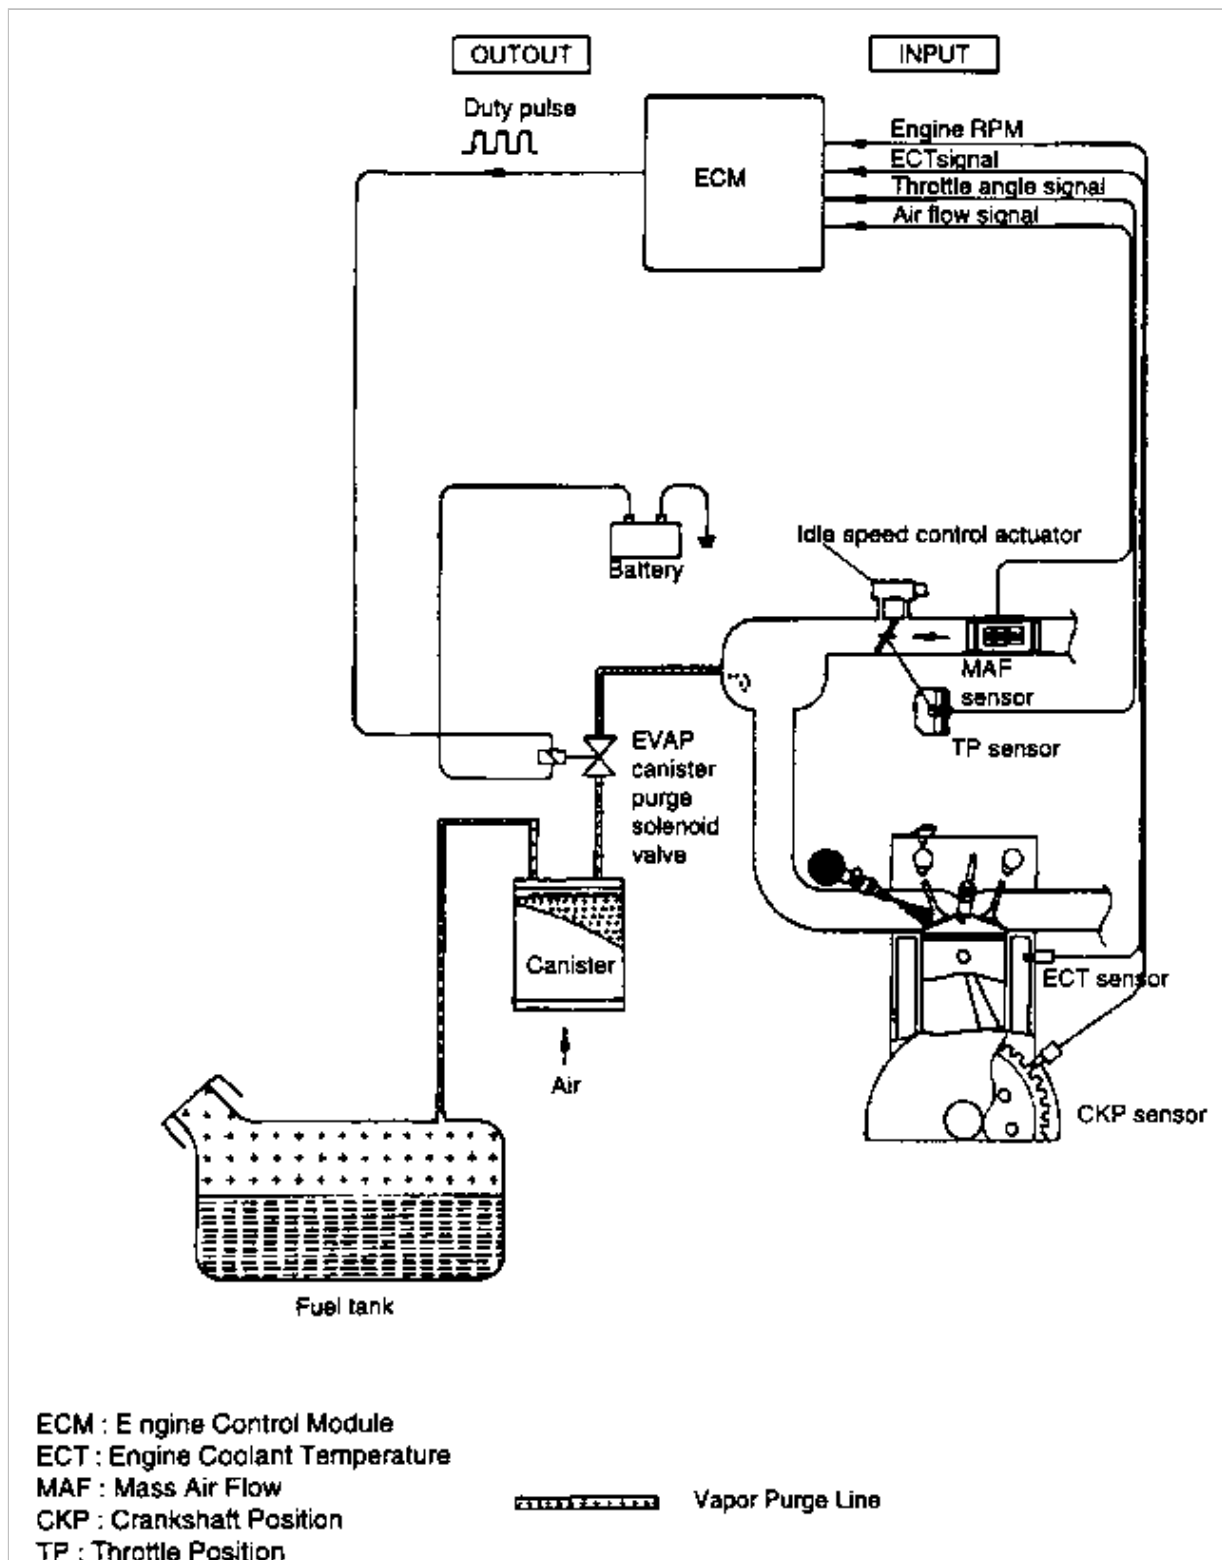 OUTOUT
INPUT
Duty pulse
ECM
Engine RPM
ECTsignal
Throttle angle signal
Air flow signal
Battery
Idle speed control actuator
MAF
sensor
TP sensor
EVAP
canister
purge
solenoid
valve
Canister
Air
ECT sensor
CKP sensor
Fuel tank
ECM : Engine Control Module
ECT : Engine Coolant Temperature
MAF : Mass Air Flow
CKP : Crankshaft Position
TP : Throttle Position
Vapor Purge Line